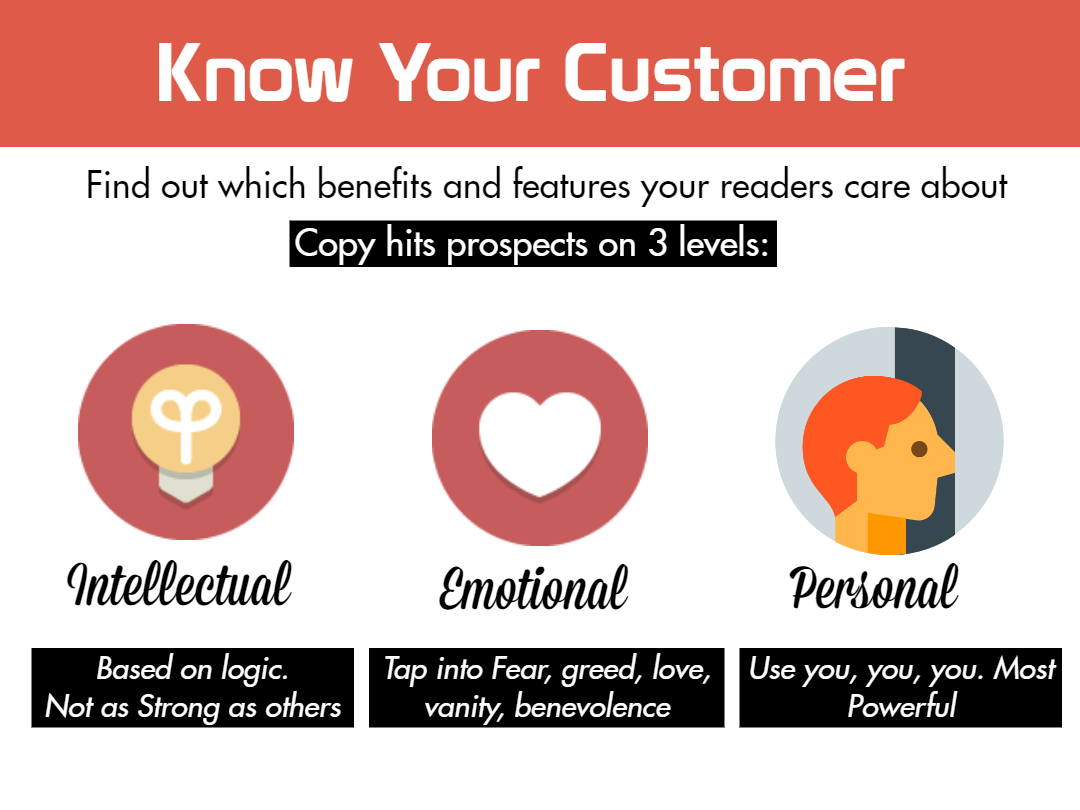 Know Your Customer
Find out which benefits and features your readers care about
Copy hits prospects on 3 levels:
Intellectual
Based on logic.
Not as Strong as others
Emotional
Tap into Fear, greed, love,
vanity, benevolence
Personal
Use you, you, you. Most
Powerful